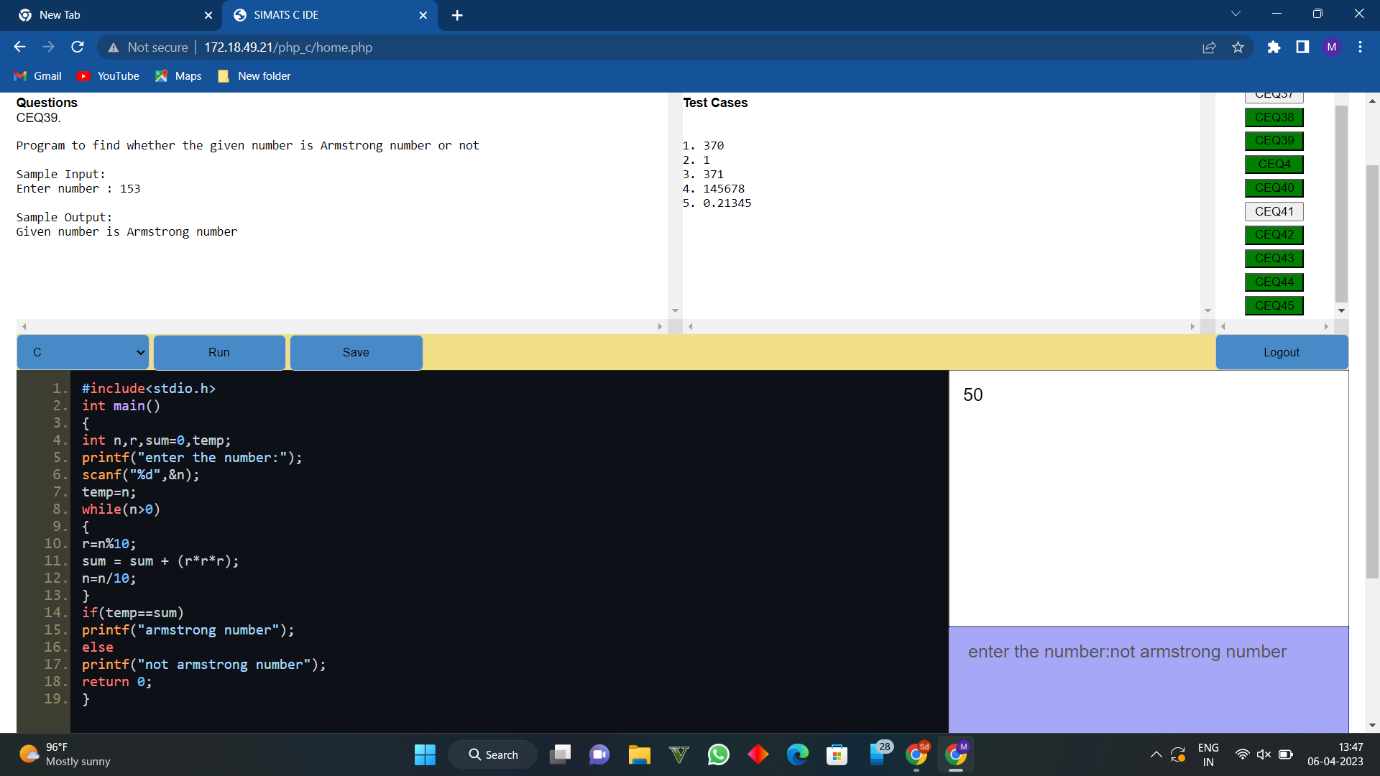 New Tab
SIMATS C IDE
Not secure
172.18.49.21/php_c/home.php
M
Gmail
YouTube
Maps
New folder
Questions
CEQ39.
Program to find whether the given number is Armstrong number or not
Sample Input:
Enter number : 153
Sample Output:
Given number is Armstrong number
Test Cases
1. 370
2. 1
3. 371
4. 145678
5. 0.21345
CEQ37
CEQ38
CEQ39
CEQ4
CEQ40
CEQ41
CEQ42
CEQ43
CEQ44
CEQ45
C
Run
Save
Logout
1. #include<stdio.h>
2. int main()
3. {
4. int n,r,sum=0,temp;
5. printf("enter the number:");
6. scanf("%d",&n);
7. temp=n;
8. while(n>0)
9. {
10. r=n%10;
11. sum = sum + (r*r*r);
12. n=n/10;
13. }
14. if(temp==sum)
15. printf("armstrong number");
16. else
17. printf("not armstrong number");
18. return 0;
19. }
50
enter the number:not armstrong number
96°F
Mostly sunny
Search
28
Sd
M
ENG
IN
13:47
06-04-2023